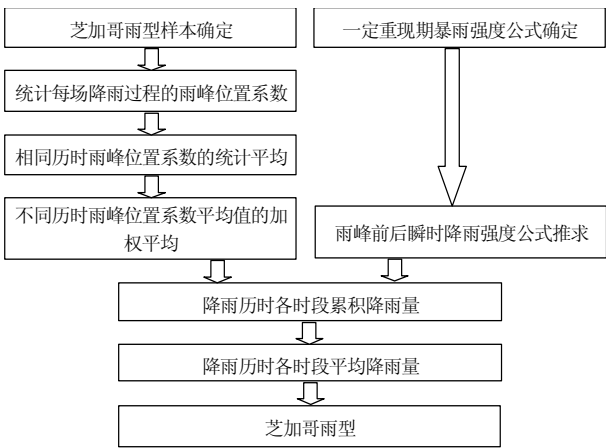 芝加哥雨型样本确定
一定重现期暴雨强度公式确定
统计每场降雨过程的雨峰位置系数
相同历时雨峰位置系数的统计平均
不同历时雨峰位置系数平均值的加
权平均
雨峰前后瞬时降雨强度公式推求
降雨历时各时段累积降雨量
降雨历时各时段平均降雨量
芝加哥雨型